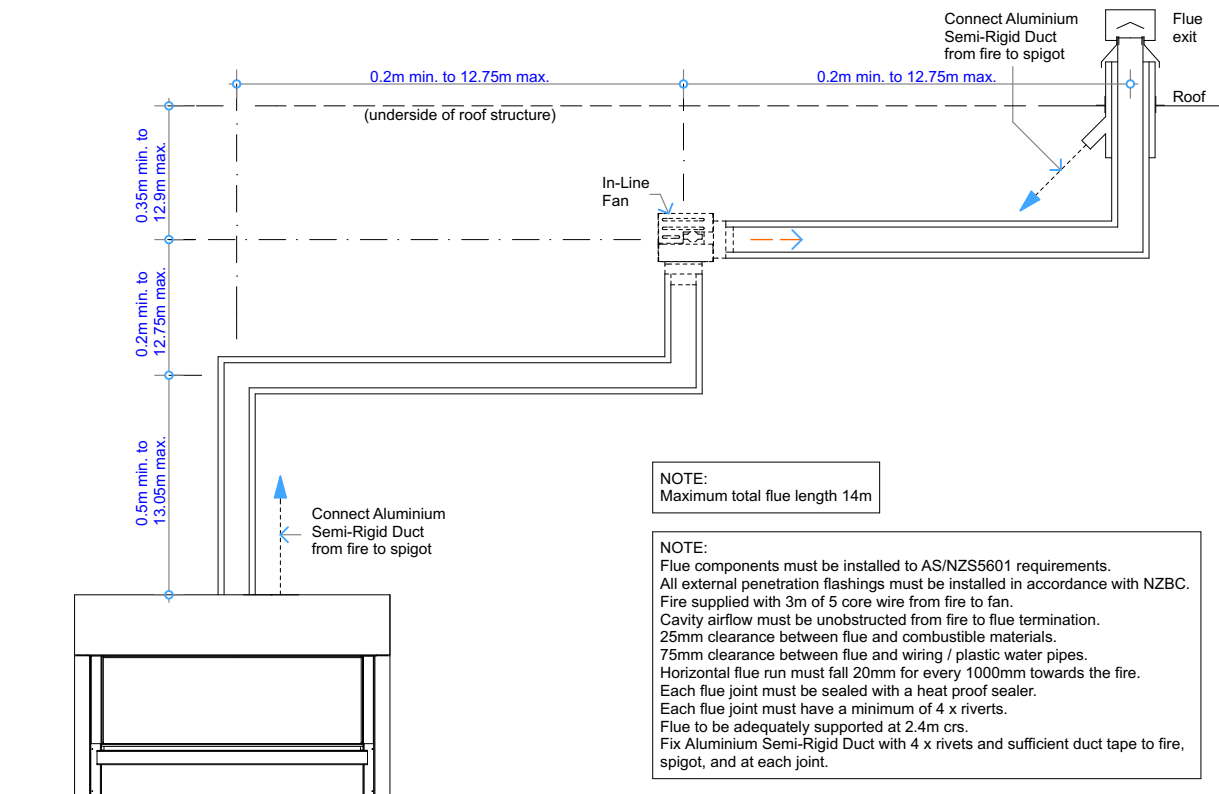 Connect Aluminium
Semi-Rigid Duct
from fire to spigot
Flue
exit
0.2m min. to 12.75m max.
0.2m min. to 12.75m max.
(underside of roof structure)
Roof
0.35m min. to
12.9m max.
In-Line
Fan
0.2m min. to
12.75m max.
0.5m min. to
13.05m max.
Connect Aluminium
Semi-Rigid Duct
from fire to spigot
NOTE:
Maximum total flue length 14m
NOTE:
Flue components must be installed to AS/NZS5601 requirements.
All external penetration flashings must be installed in accordance with NZBC.
Fire supplied with 3m of 5 core wire from fire to fan.
Cavity airflow must be unobstructed from fire to flue termination.
25mm clearance between flue and combustible materials.
75mm clearance between flue and wiring / plastic water pipes.
Horizontal flue run must fall 20mm for every 1000mm towards the fire.
Each flue joint must be sealed with a heat proof sealer.
Each flue joint must have a minimum of 4 x riverts.
Flue to be adequately supported at 2.4m crs.
Fix Aluminium Semi-Rigid Duct with 4 x rivets and sufficient duct tape to fire,
spigot, and at each joint.